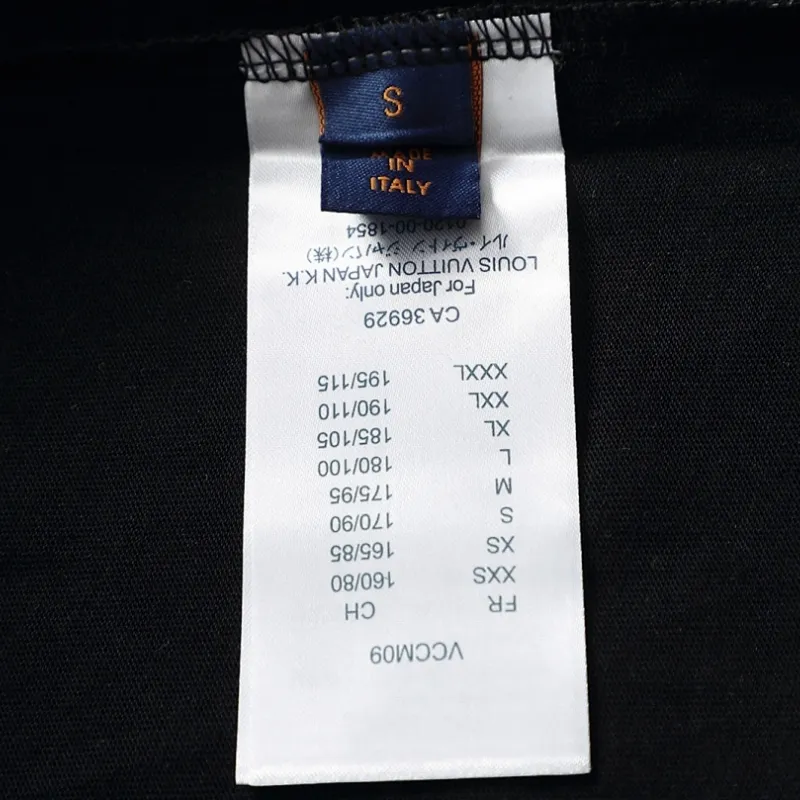 S
MADE
IN
ITALY
VCCM09
FR CH
XXS 160/80
XS 165/85
S 170/90
M 175/95
L 180/100
XL 185/105
XXL 190/110
XXXL 195/115
CA 36929
For Japan only:
LOUIS VUITTON JAPAN K.K.
ルイ・ヴィトン ジャパン(株)
0120-00-1854